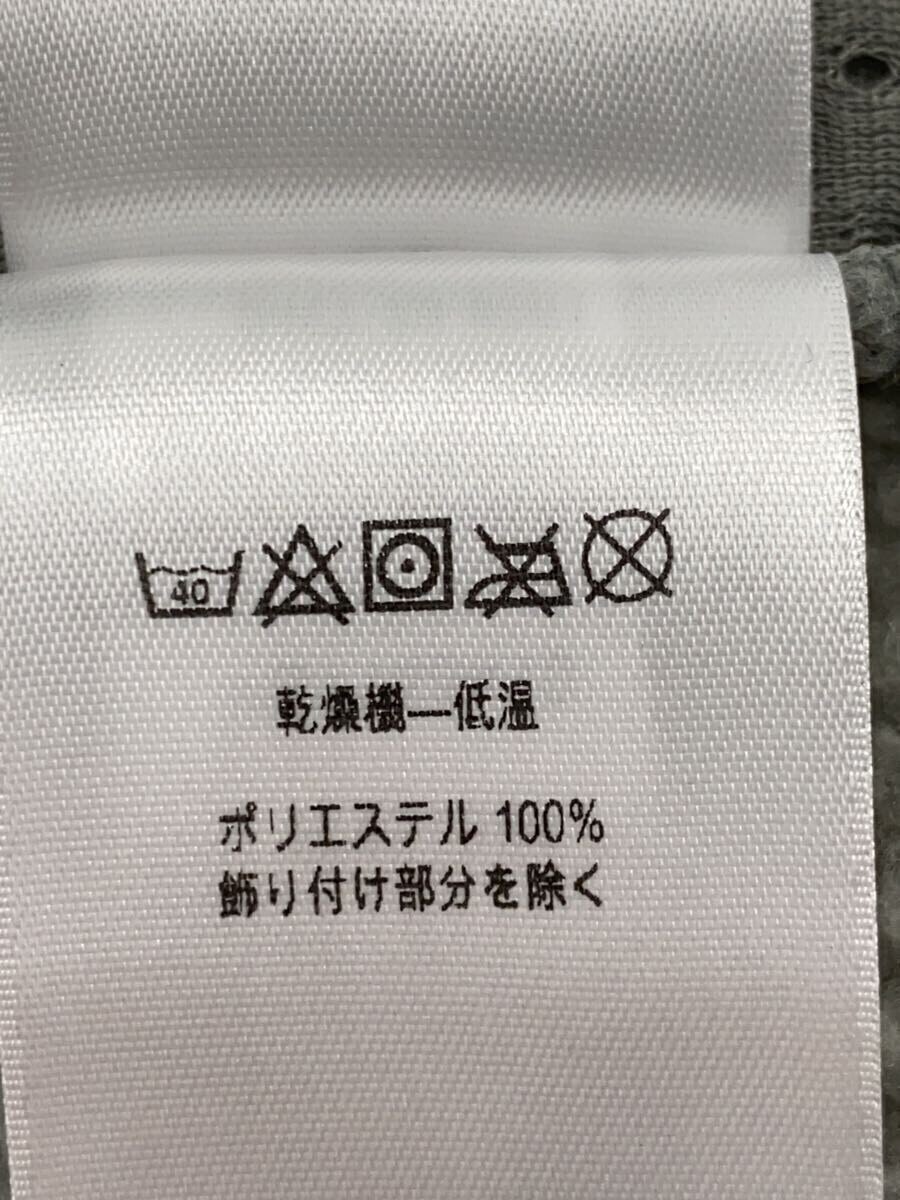 40
乾燥機—低温
ポリエステル 100%
飾り付け部分を除く